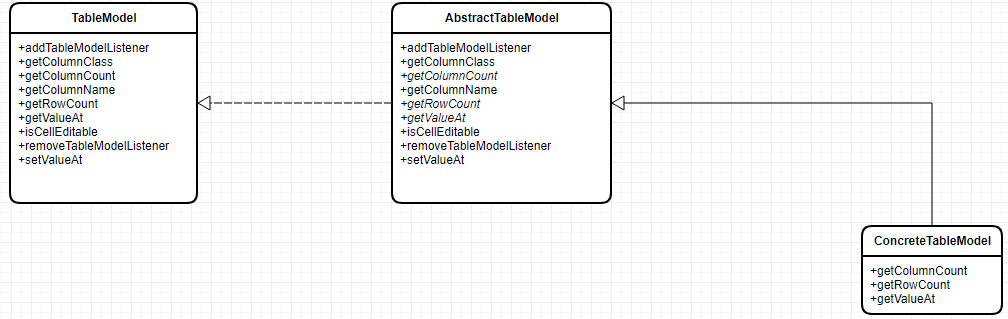 TableModel
+addTableModelListener
+getColumnClass
+getColumnCount
+getColumnName
+getRowCount
+getValueAt
+isCellEditable
+removeTableModelListener
+setValueAt
AbstractTableModel
+addTableModelListener
+getColumnClass
+getColumnCount
+getColumnName
+getRowCount
+getValueAt
+isCellEditable
+removeTableModelListener
+setValueAt
ConcreteTableModel
+getColumnCount
+getRowCount
+getValueAt